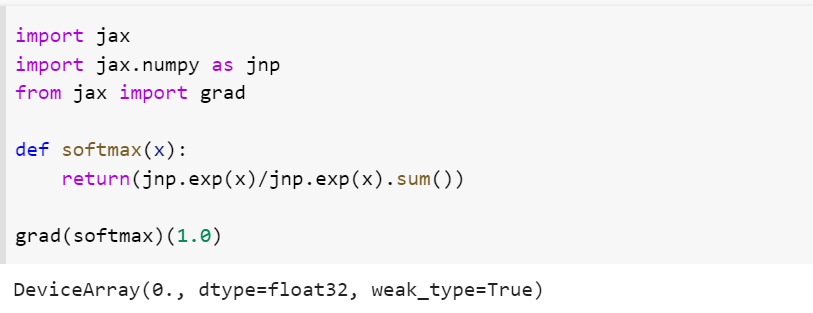 import jax
import jax.numpy as jnp
from jax import grad
def softmax(x):
    return(jnp.exp(x)/jnp.exp(x).sum())
grad(softmax)(1.0)
DeviceArray(0., dtype=float32, weak_type=True)